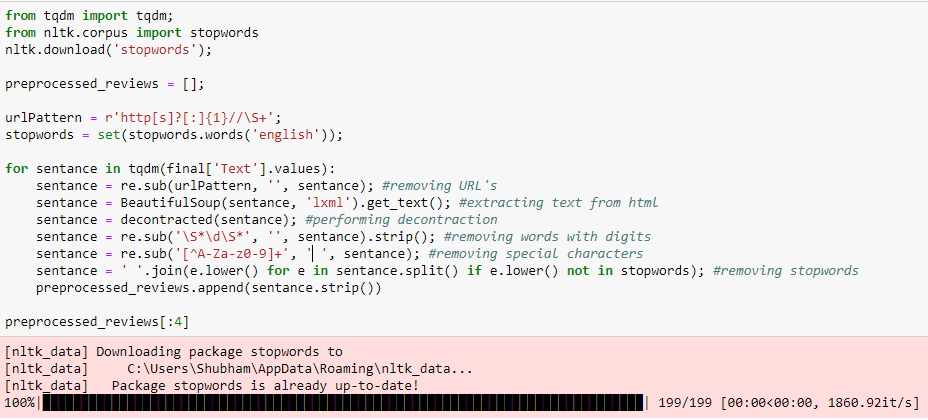 from tqdm import tqdm;
from nltk.corpus import stopwords
nltk.download('stopwords');
preprocessed_reviews = [];
urlPattern = r'http[s]?[:]{1}//\S+';
stopwords = set(stopwords.words('english'));
for sentance in tqdm(final['Text'].values):
    sentance = re.sub(urlPattern, '', sentance); #removing URL's
    sentance = BeautifulSoup(sentance, 'lxml').get_text(); #extracting text from html
    sentance = decontracted(sentance); #performing decontraction
    sentance = re.sub('\S*\d\S*', '', sentance).strip(); #removing words with digits
    sentance = re.sub('[^A-Za-z0-9]+', ' ', sentance); #removing special characters
    sentance = ' '.join(e.lower() for e in sentance.split() if e.lower() not in stopwords); #removing stopwords
    preprocessed_reviews.append(sentance.strip())
preprocessed_reviews[:4]
[nltk_data] Downloading package stopwords to
[nltk_data]     C:\Users\Shubham\AppData\Roaming\nltk_data...
[nltk_data]   Package stopwords is already up-to-date!
100%| | 199/199 [00:00<00:00, 1860.92it/s]